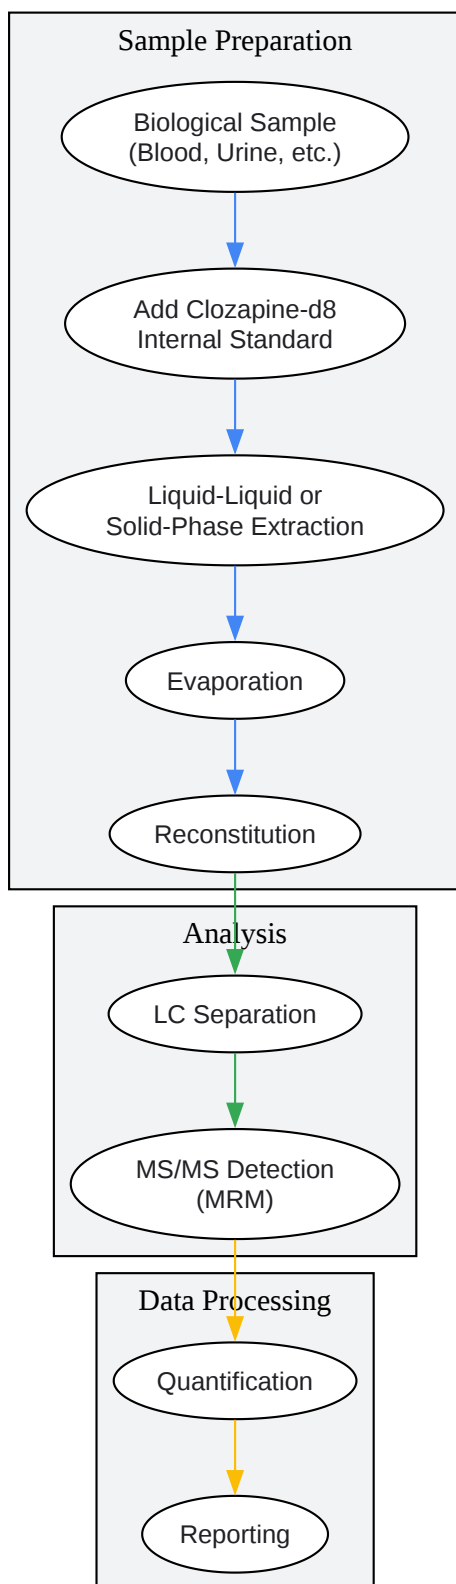 Sample Preparation
Biological Sample
(Blood, Urine, etc.)
Add Clozapine-d8
Internal Standard
Liquid-Liquid or
Solid-Phase Extraction
Evaporation
Reconstitution
Analysis
LC Separation
MS/MS Detection
(MRM)
Data Processing
Quantification
Reporting